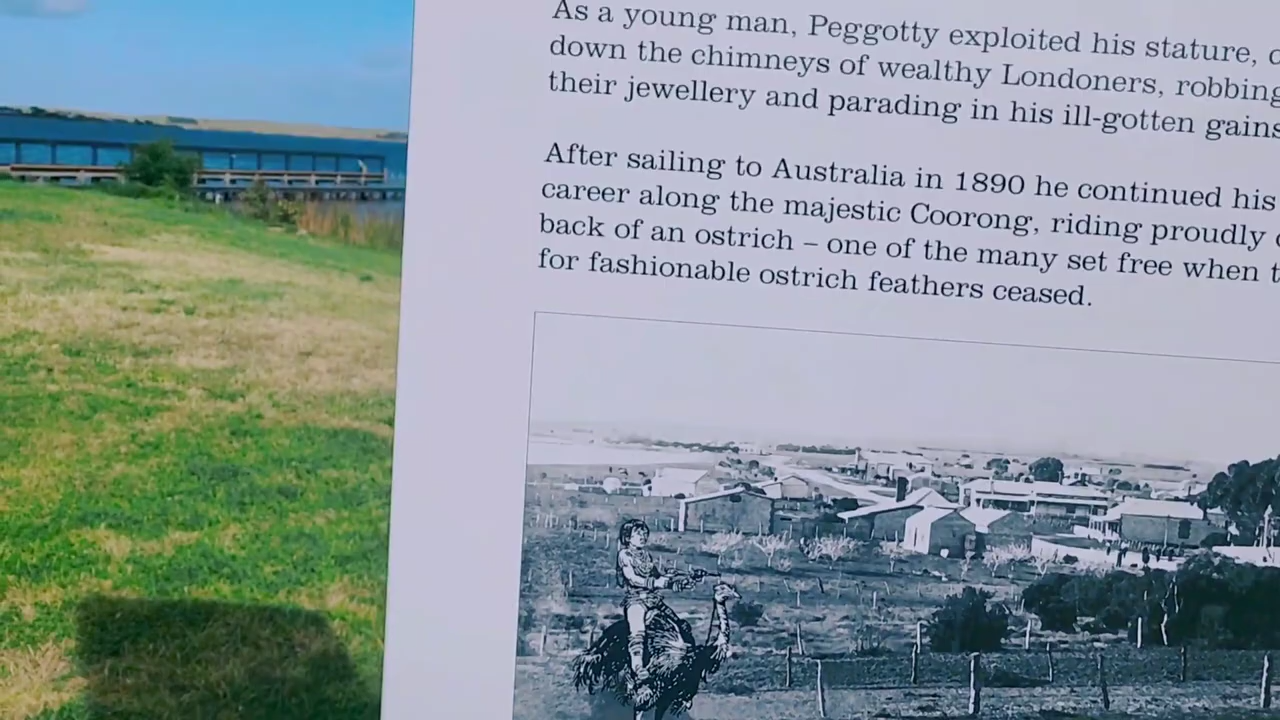 As a young man, Peggotty exploited his stature,
down the chimneys of wealthy Londoners, robbing
their jewellery and parading in his ill-gotten gains
After sailing to Australia in 1890 he continued his
career along the majestic Coorong, riding proudly
back of an ostrich – one of the many set free when
for fashionable ostrich feathers ceased.